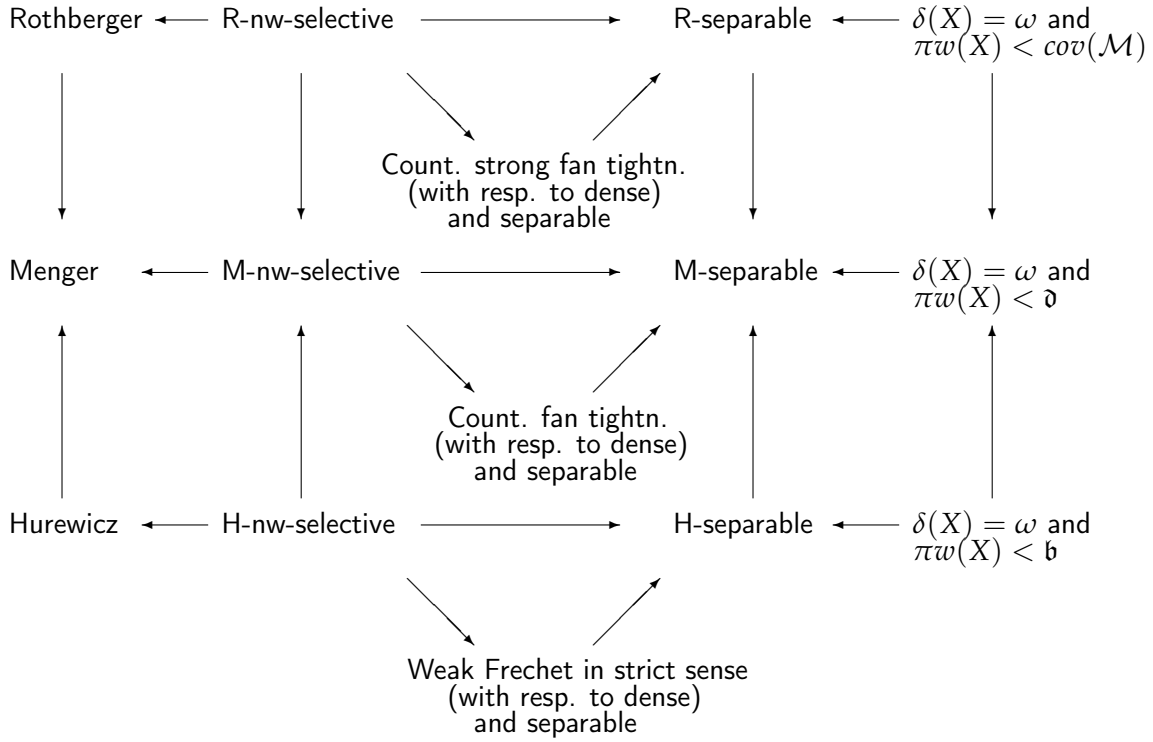 Rothberger
R-nw-selective
R-separable
δ(X) = ω and
πw(X) < cov(ℳ)
Count. strong fan tightn.
(with resp. to dense)
and separable
Menger
M-nw-selective
M-separable
δ(X) = ω and
πw(X) < 𝔡
Count. fan tightn.
(with resp. to dense)
and separable
Hurewicz
H-nw-selective
H-separable
δ(X) = ω and
πw(X) < 𝔟
Weak Frechet in strict sense
(with resp. to dense)
and separable